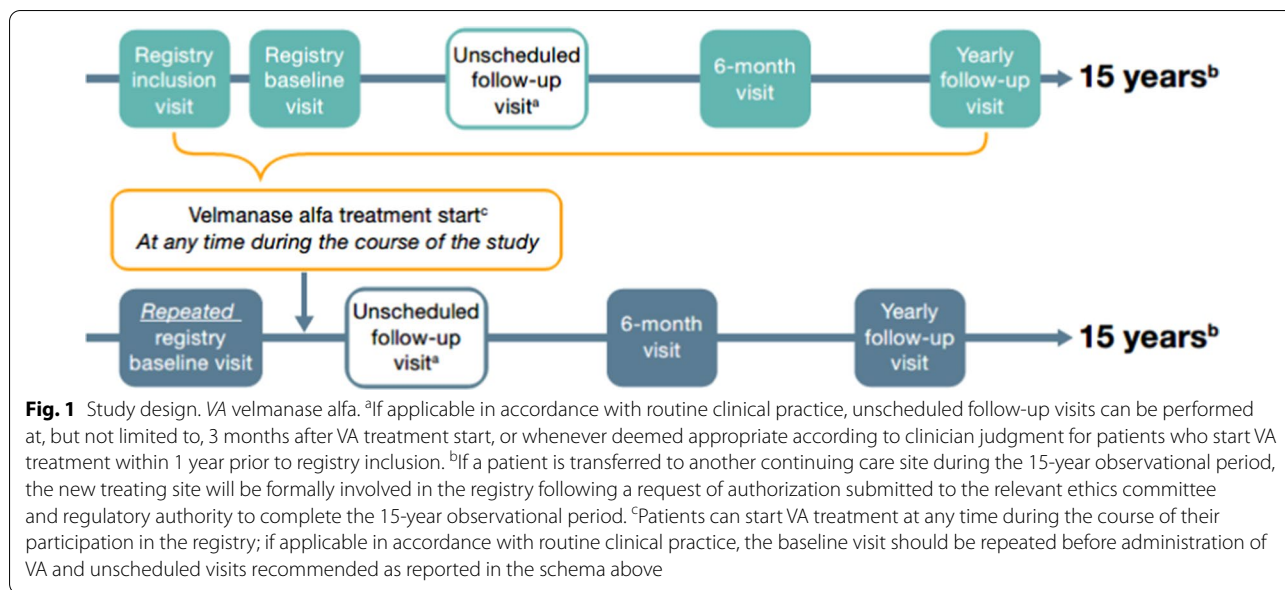 Registry
inclusion
visit
Registry
baseline
visit
Unscheduled
follow-up
visitᵃ
6-month
visit
Yearly
follow-up
visit
15 yearsᵇ
Velmanase alfa treatment startᶜ
At any time during the course of the study
Repeated
registry
baseline visit
Unscheduled
follow-up
visitᵃ
6-month
visit
Yearly
follow-up
visit
15 yearsᵇ
Fig. 1 Study design. VA velmanase alfa. ᵃIf applicable in accordance with routine clinical practice, unscheduled follow-up visits can be performed
at, but not limited to, 3 months after VA treatment start, or whenever deemed appropriate according to clinician judgment for patients who start VA
treatment within 1 year prior to registry inclusion. ᵇIf a patient is transferred to another continuing care site during the 15-year observational period,
the new treating site will be formally involved in the registry following a request of authorization submitted to the relevant ethics committee
and regulatory authority to complete the 15-year observational period. ᶜPatients can start VA treatment at any time during the course of their
participation in the registry; if applicable in accordance with routine clinical practice, the baseline visit should be repeated before administration of
VA and unscheduled visits recommended as reported in the schema above